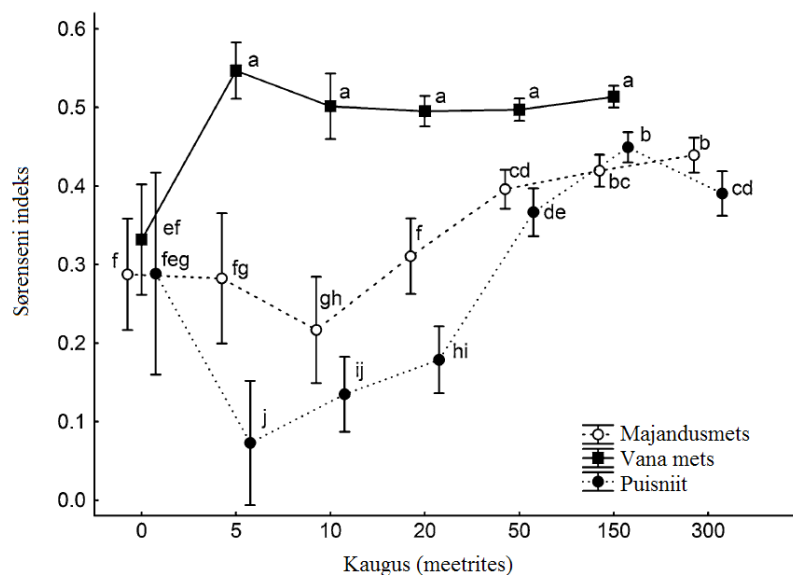 0.6
0.5
0.4
0.3
0.2
0.1
0.0
Sørenseni indeks
a
a
a
a
a
ef
f
feg
fg
gh
f
cd
bc
b
b
cd
de
hi
ij
j
Majandusmets
Vana mets
Puisniit
0 5 10 20 50 150 300
Kaugus (meetrites)